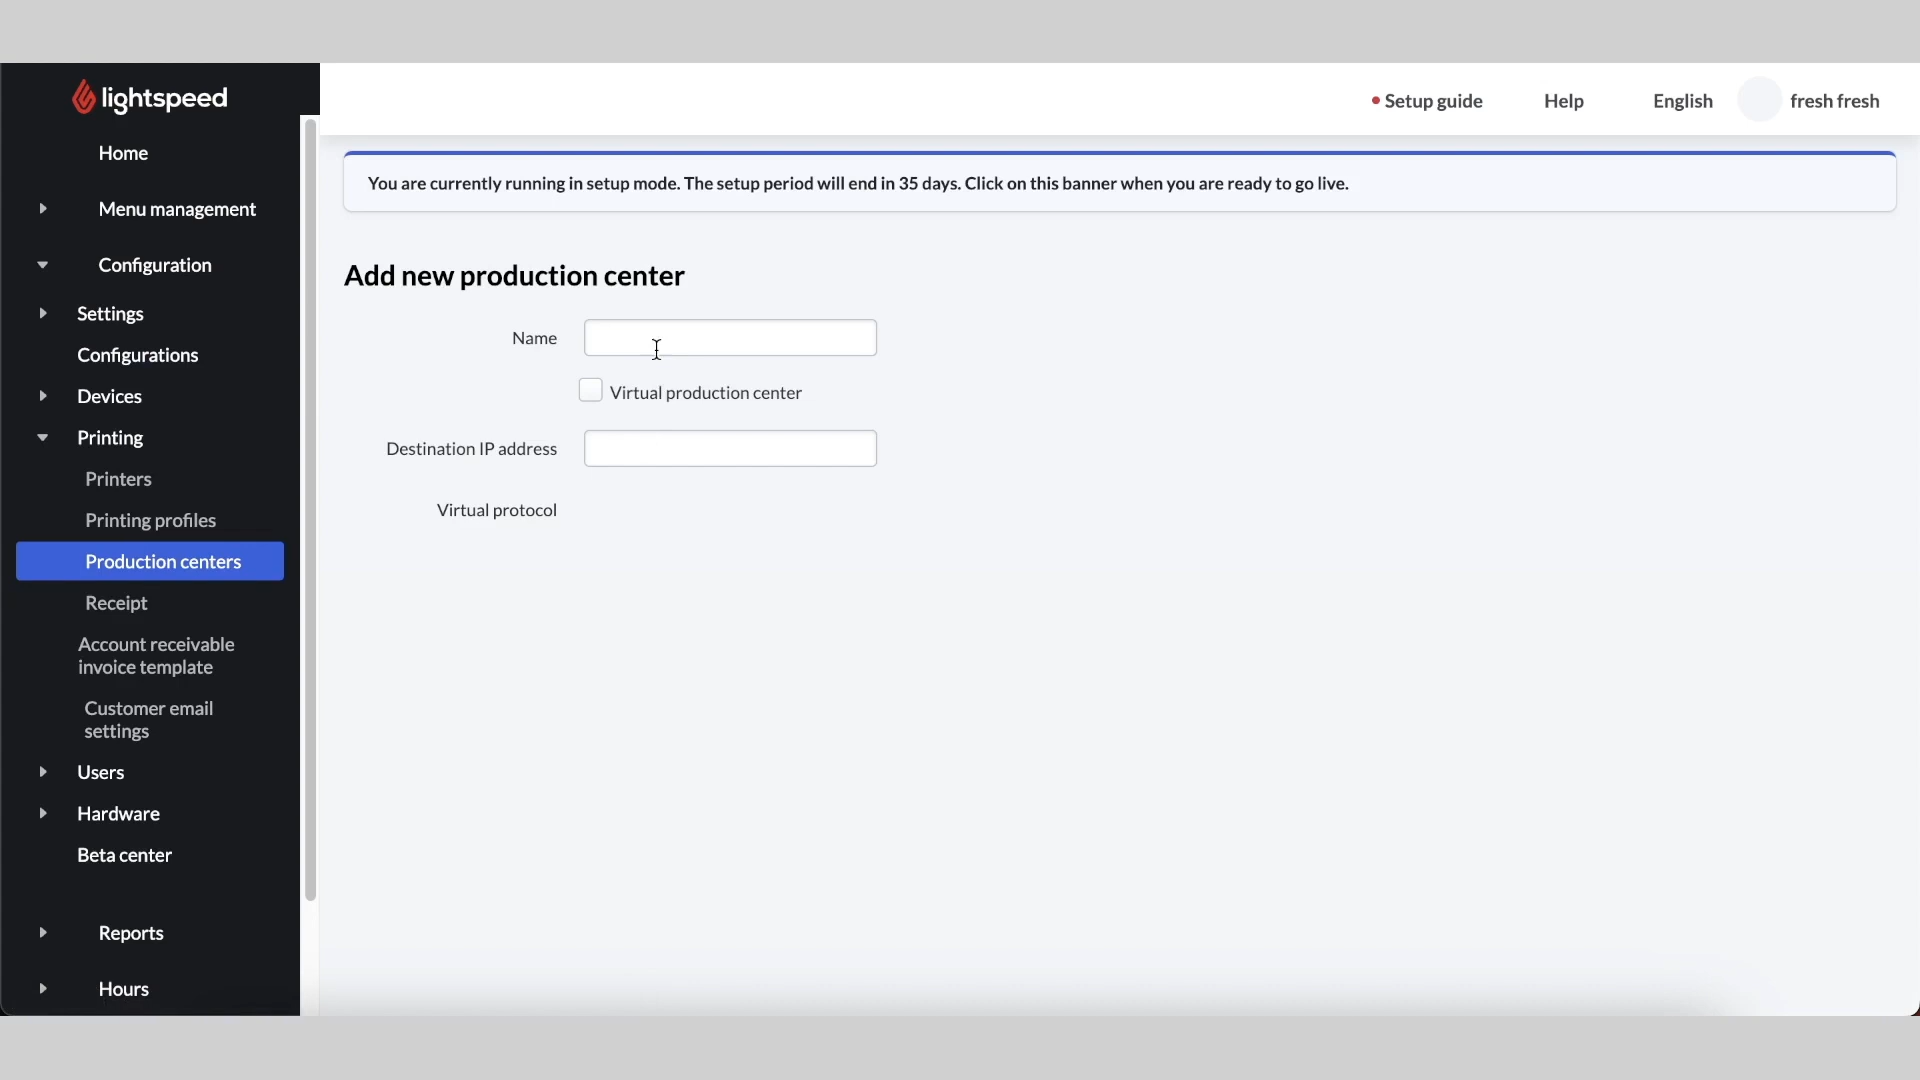 lightspeed
Setup guide
Help
English
fresh fresh
Home
Menu management
Configuration
Settings
Configurations
Devices
Printing
Printers
Printing profiles
Production centers
Receipt
Account receivable
invoice template
Customer email
settings
Users
Hardware
Beta center
Reports
Hours
You are currently running in setup mode. The setup period will end in 35 days. Click on this banner when you are ready to go live.
Add new production center
Name
Virtual production center
Destination IP address
Virtual protocol